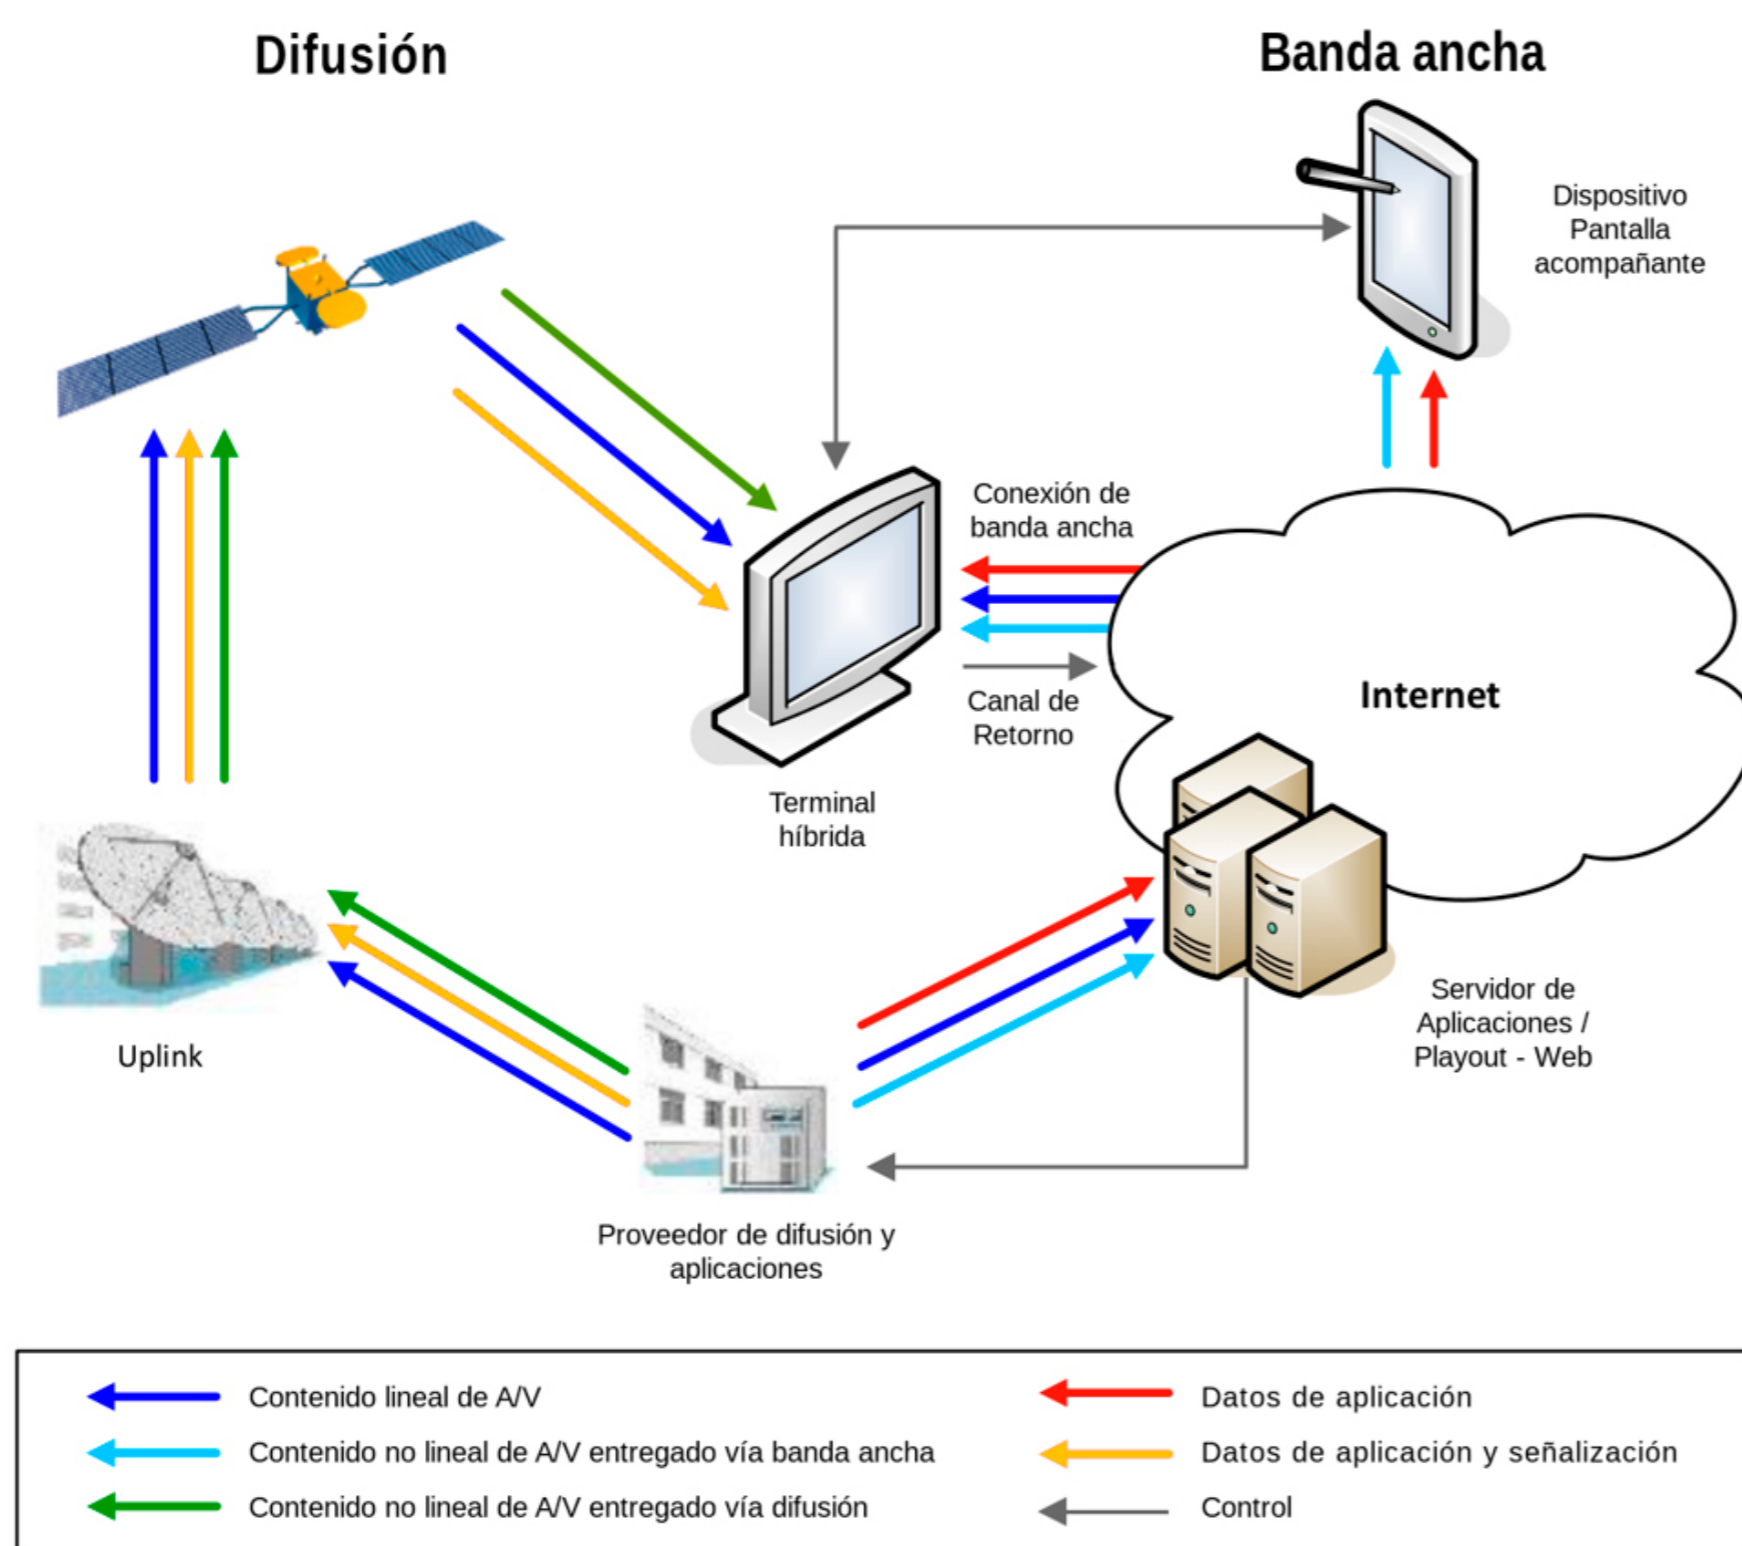 Difusión
Banda ancha
Dispositivo
Pantalla
acompañante
Conexión de
banda ancha
Internet
Canal de
Retorno
Terminal
híbrida
Servidor de
Aplicaciones /
Playout - Web
Uplink
Proveedor de difusión y
aplicaciones
Contenido lineal de A/V
Contenido no lineal de A/V entregado vía banda ancha
Contenido no lineal de A/V entregado vía difusión
Datos de aplicación
Datos de aplicación y señalización
Control